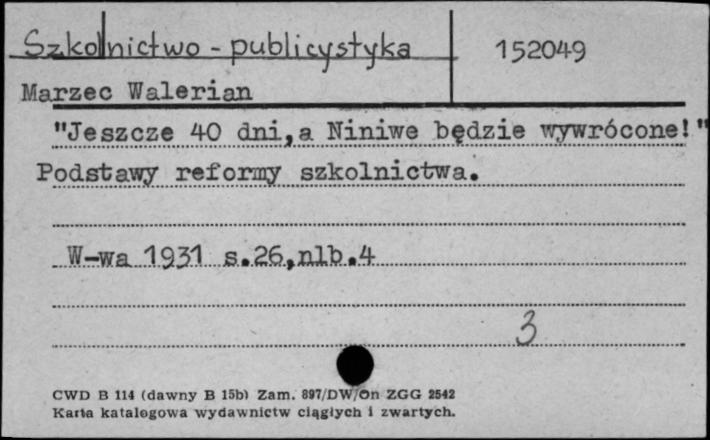 Szkolnictwo - publicystyka 152049
Marzec Walerian
"Jeszcze 40 dni,a Niniwe będzie wywrócone!"
Podstawy reformy szkolnictwa.
W-wa 1931 s.26,nlb.4
3
CWD B 114 (dawny B 15b) Zam. 897/DW/On ZGG 2542
Karta katalogowa wydawnictw ciągłych i zwartych.